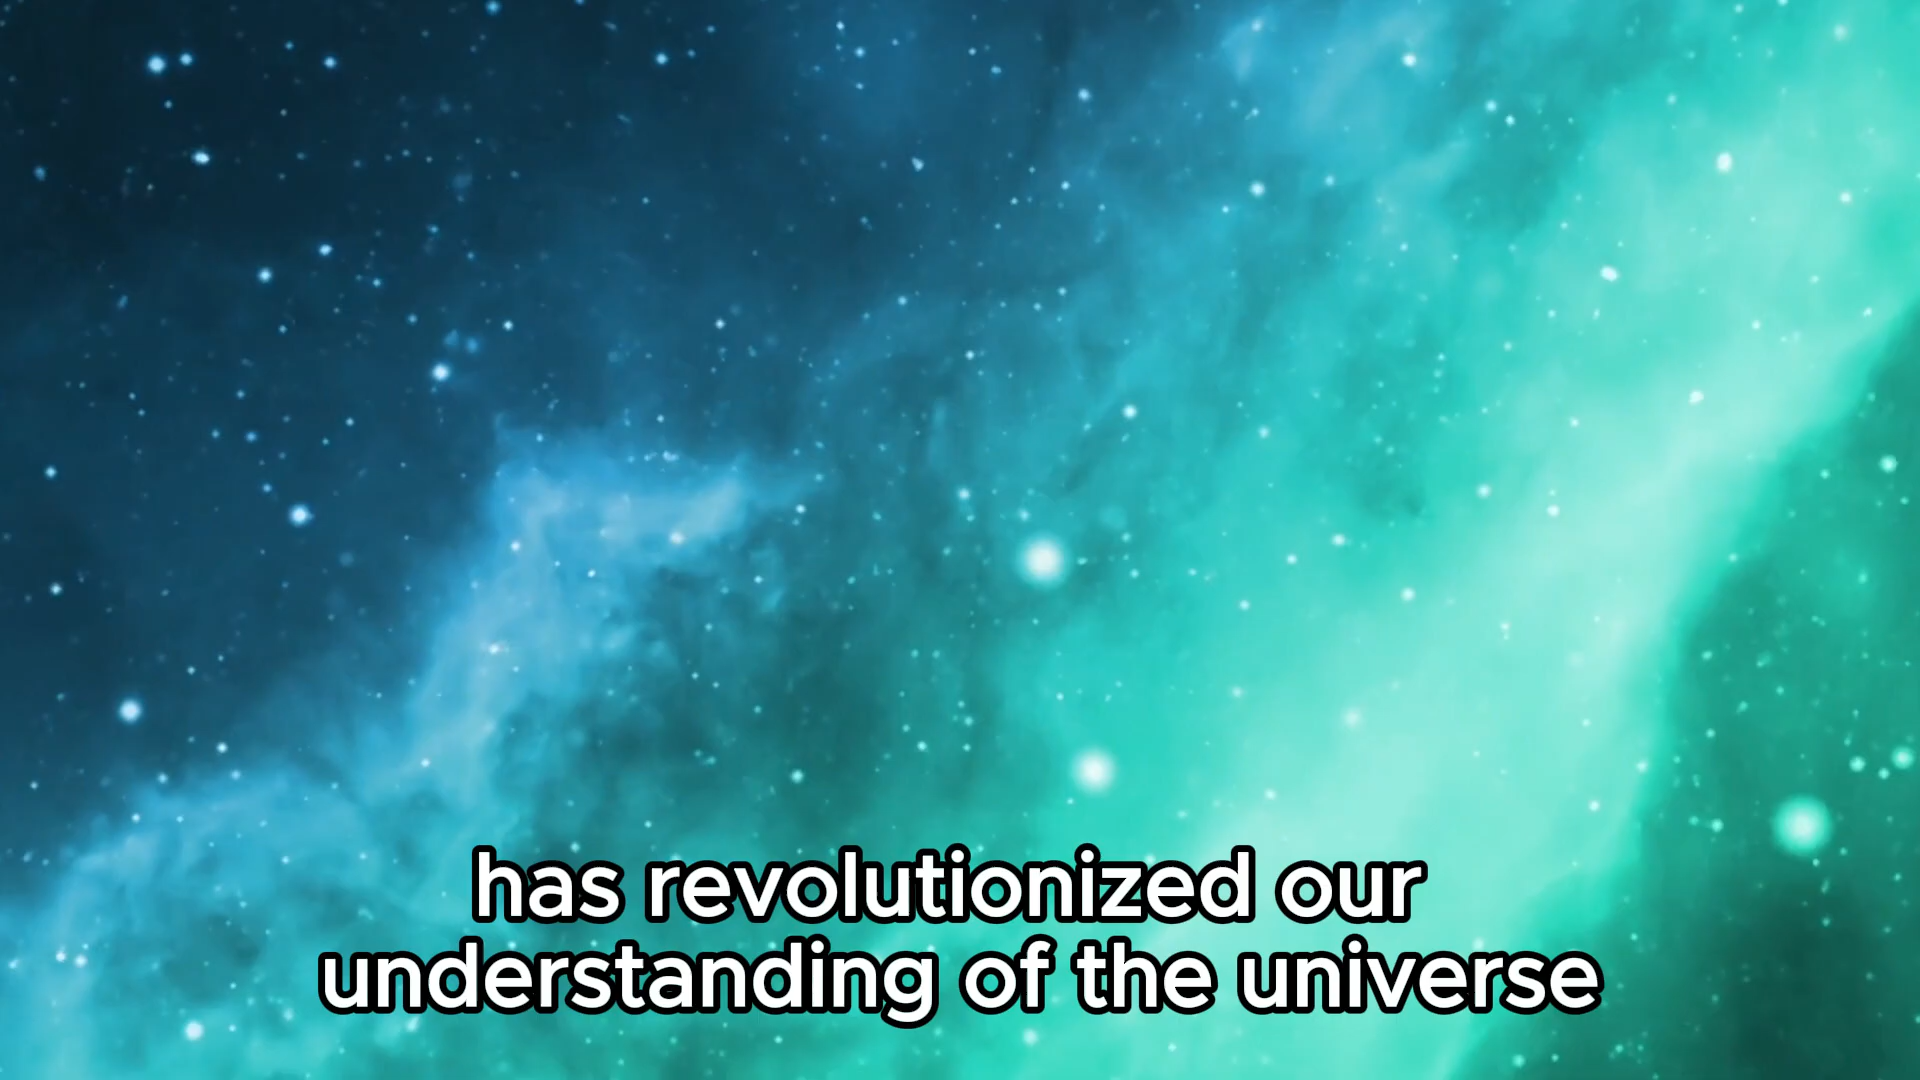 has revolutionized our
understanding of the universe